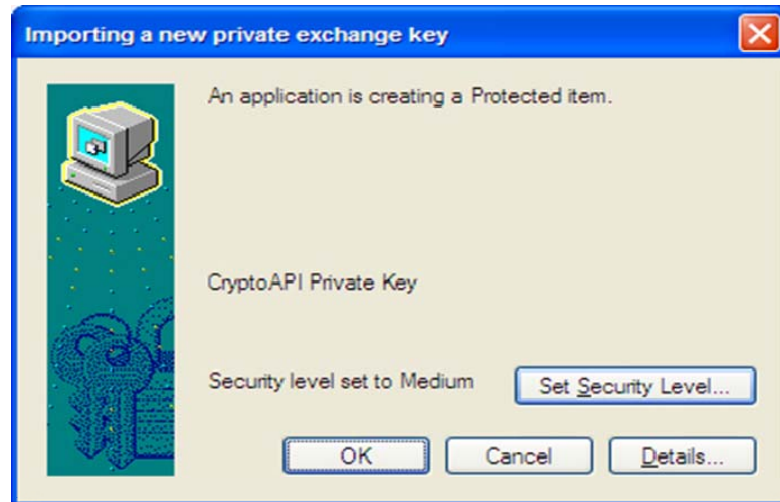 Importing a new private exchange key
An application is creating a Protected item.
CryptoAPI Private Key
Security level set to Medium
Set Security Level...
OK Cancel Details...